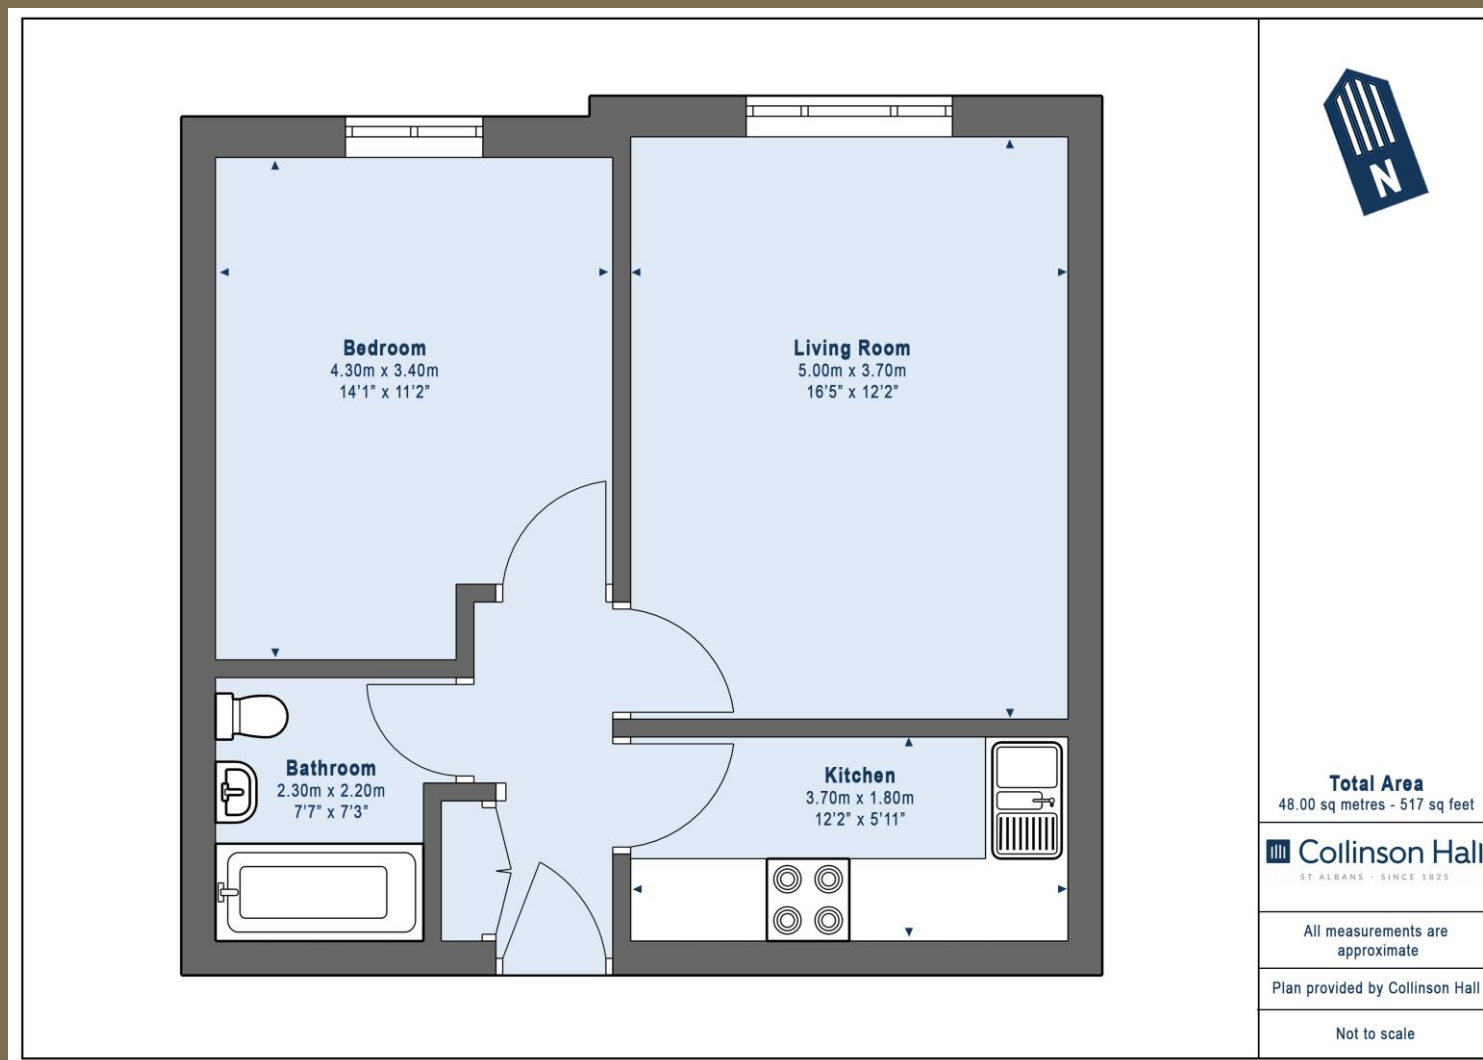 N
Bedroom
4.30m x 3.40m
14'1" x 11'2"
Living Room
5.00m x 3.70m
16'5" x 12'2"
Bathroom
2.30m x 2.20m
7'7" x 7'3"
Kitchen
3.70m x 1.80m
12'2" x 5'11"
Total Area
48.00 sq metres - 517 sq feet
Collinson Hall
ST ALBANS - SINCE 1825
All measurements are
approximate
Plan provided by Collinson Hall
Not to scale